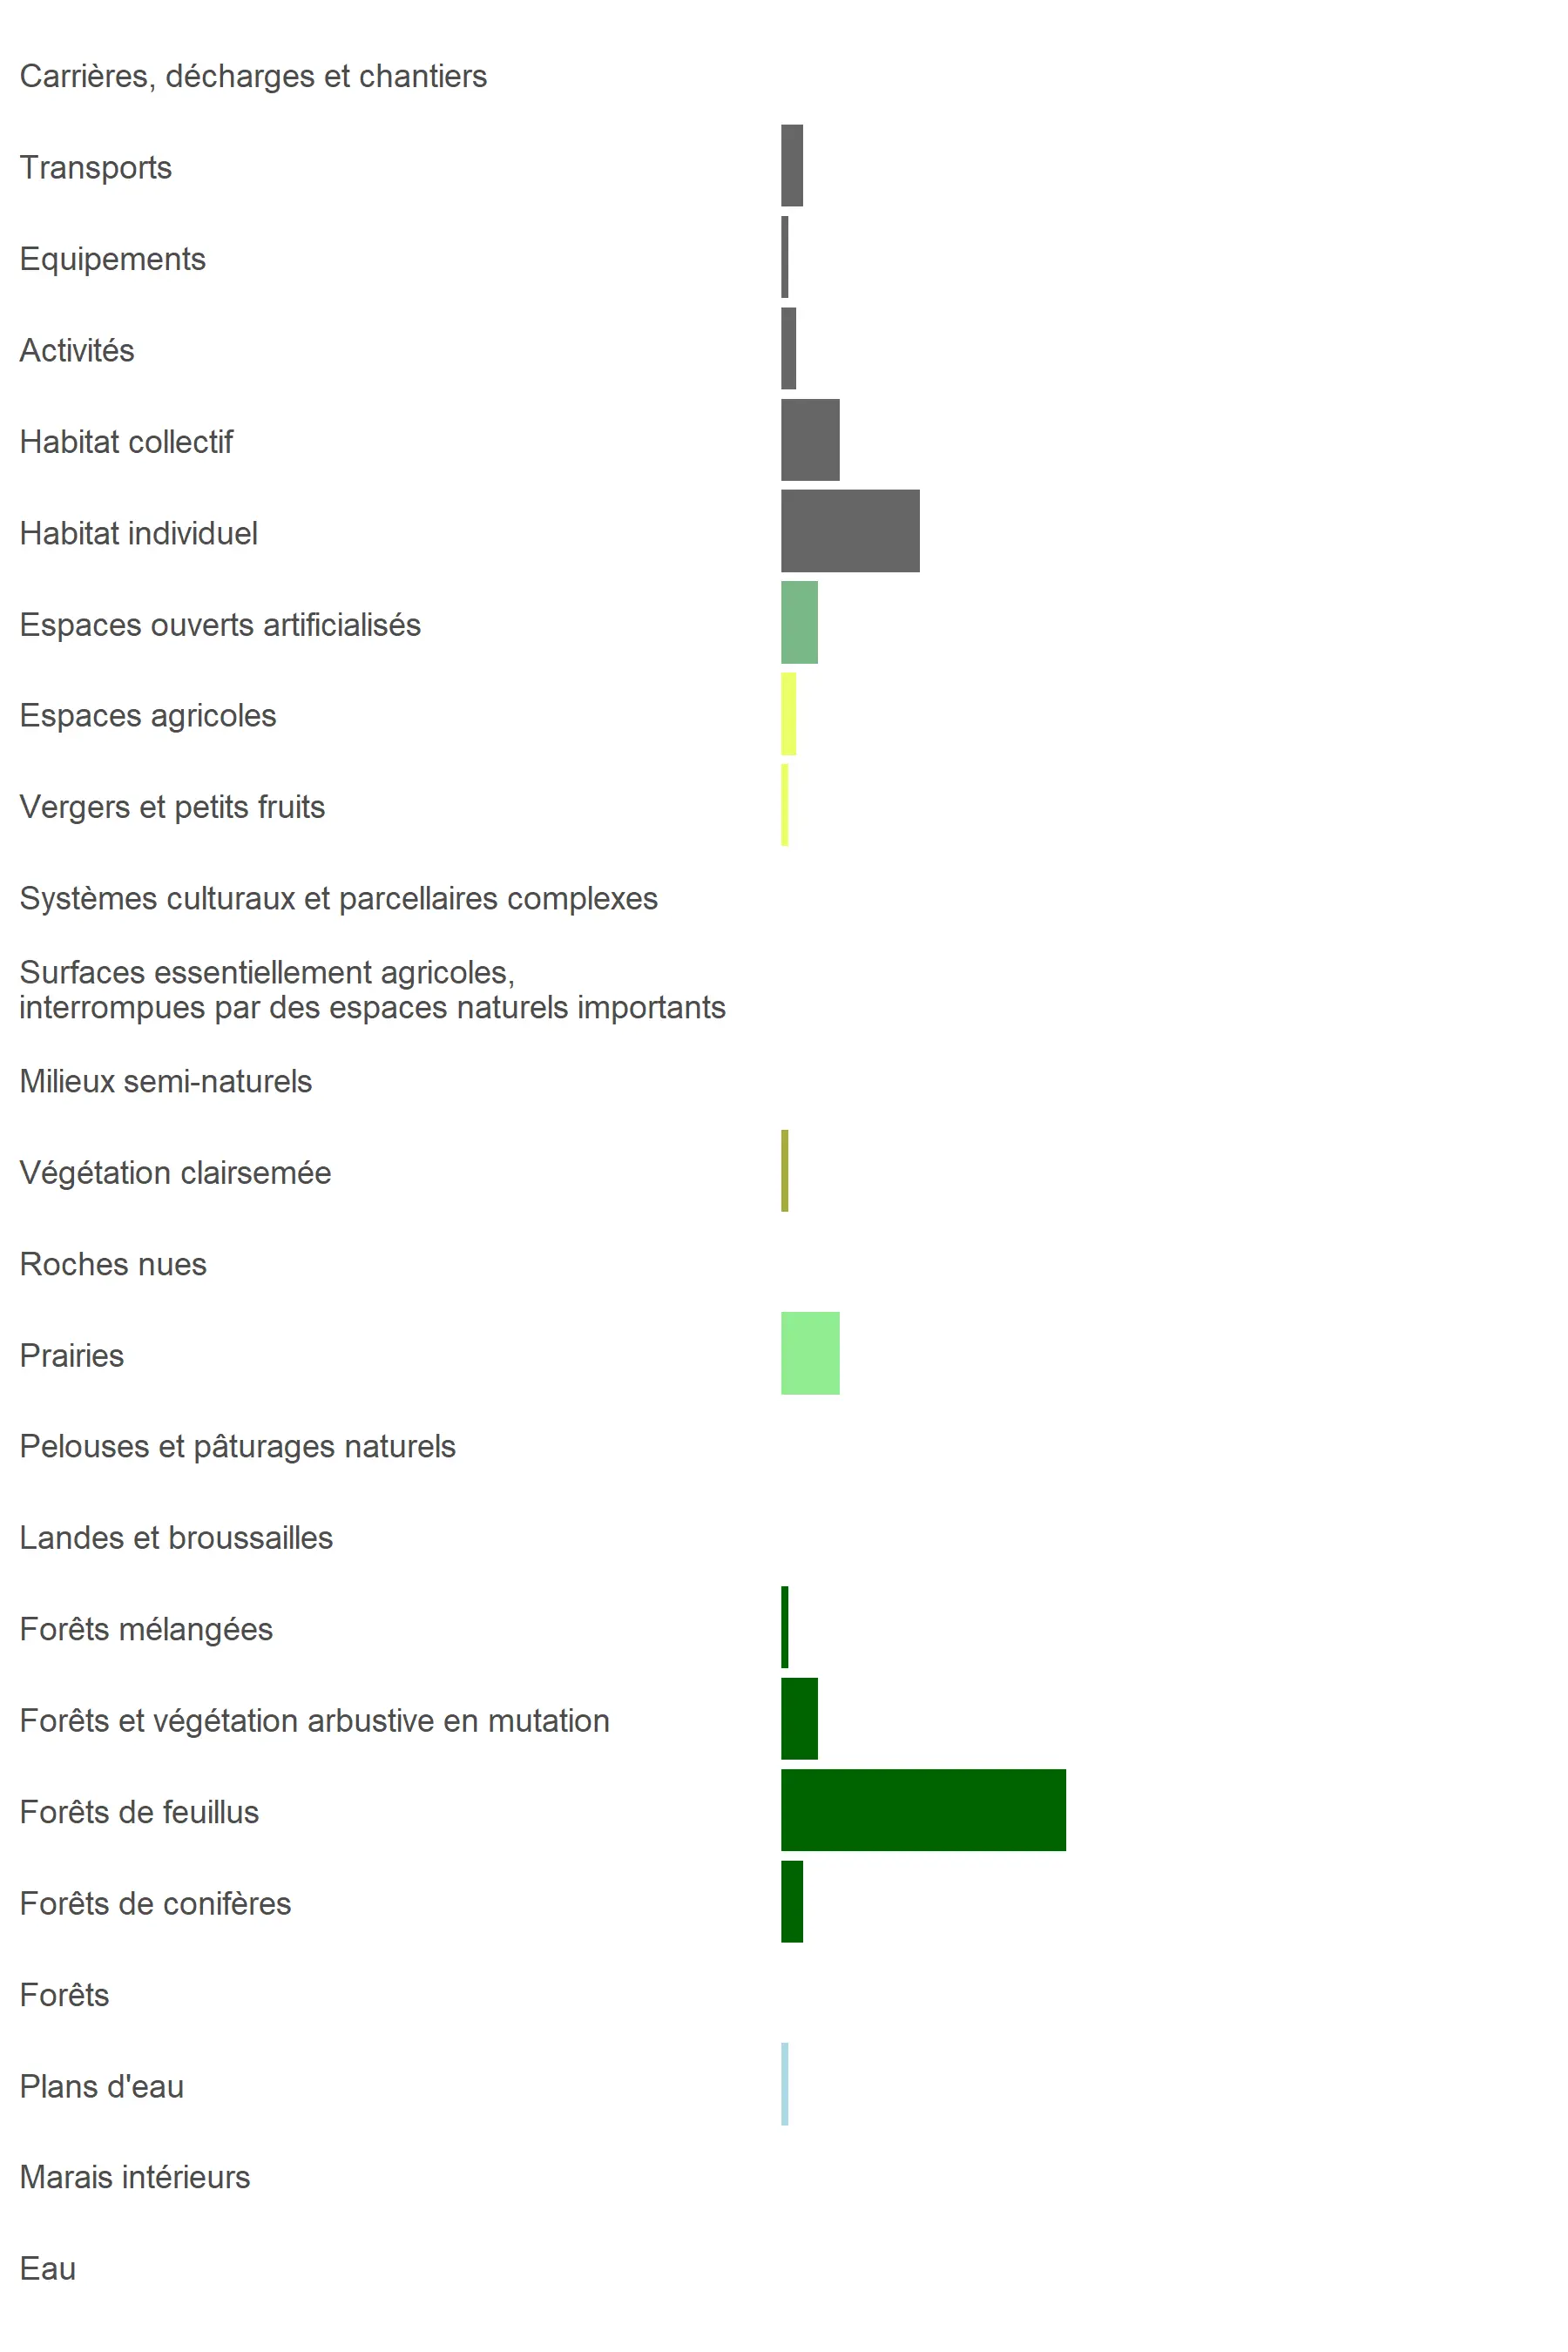 Carrières, décharges et chantiers
Transports
Equipements
Activités
Habitat collectif
Habitat individuel
Espaces ouverts artificialisés
Espaces agricoles
Vergers et petits fruits
Systèmes culturaux et parcellaires complexes
Surfaces essentiellement agricoles,
interrompues par des espaces naturels importants
Milieux semi-naturels
Végétation clairsemée
Roches nues
Prairies
Pelouses et pâturages naturels
Landes et broussailles
Forêts mélangées
Forêts et végétation arbustive en mutation
Forêts de feuillus
Forêts de conifères
Forêts
Plans d'eau
Marais intérieurs
Eau